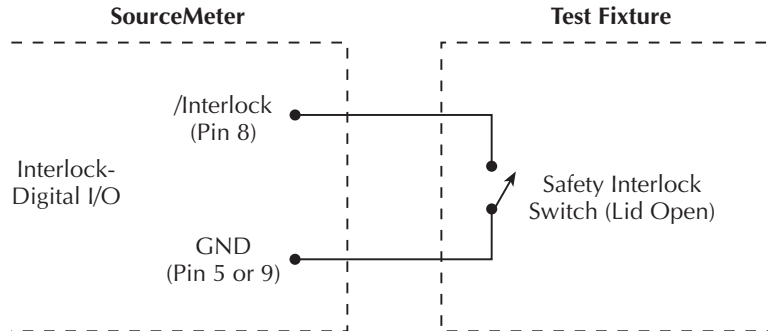 SourceMeter
Test Fixture
/Interlock
(Pin 8)
Interlock-
Digital I/O
Safety Interlock
Switch (Lid Open)
GND
(Pin 5 or 9)